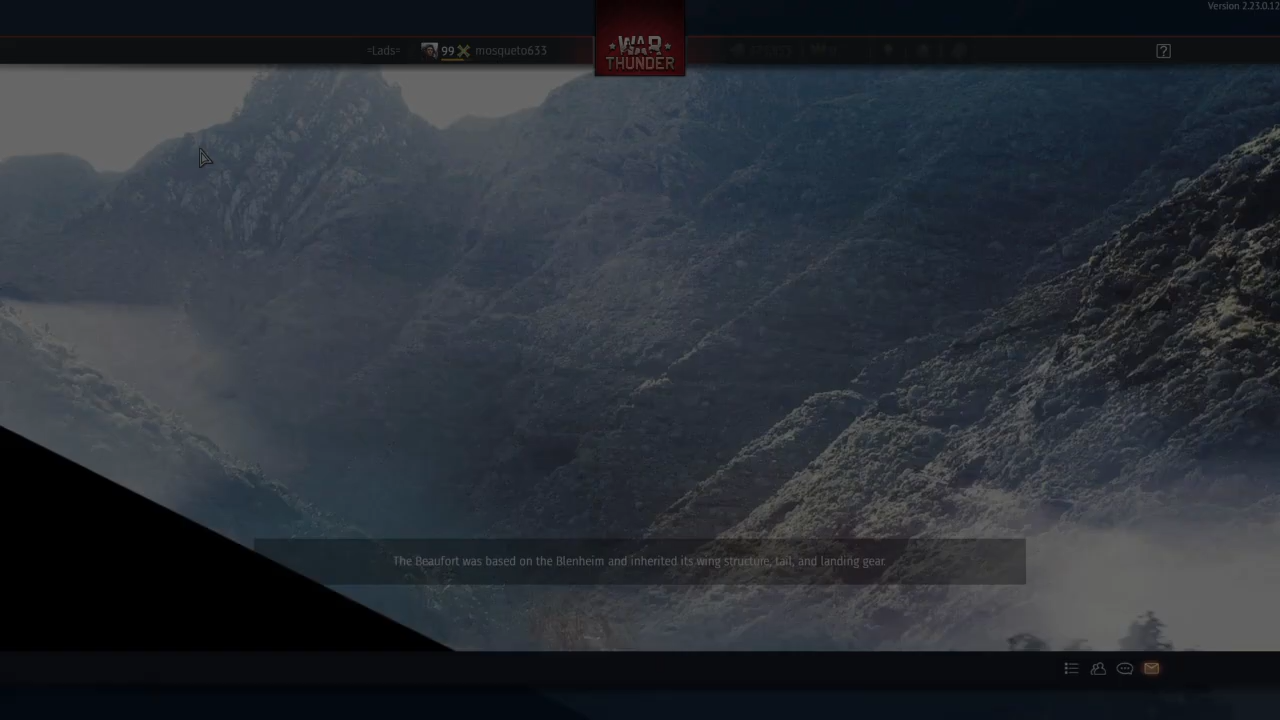 Version 2.23.0.12
=Lads= 99 mosqueto633
WAR
THUNDER
The Beaufort was based on the Blenheim and inherited its wing structure, tail, and landing gear.